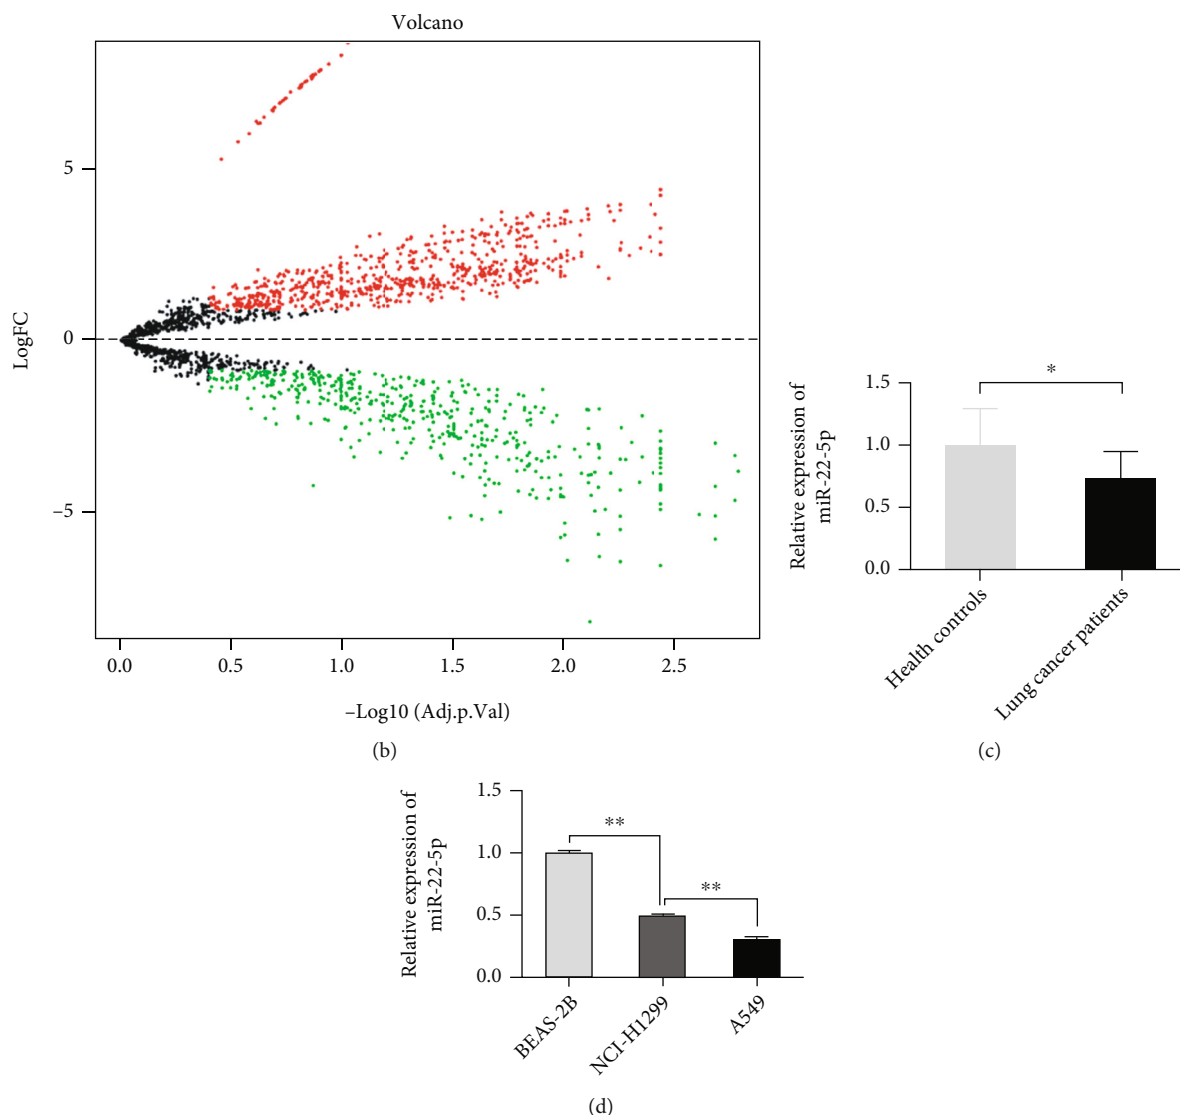 Volcano
LogFC
5
0
–5
0.0
0.5
1.0
1.5
2.0
2.5
–Log10 (Adj.p.Val)
(b)
Relative expression of
miR-22-5p
1.5
1.0
0.5
0.0
*
Health controls
Lung cancer patients
(c)
Relative expression of
miR-22-5p
1.5
1.0
0.5
0.0
**
**
BEAS-2B
NCI-H1299
A549
(d)